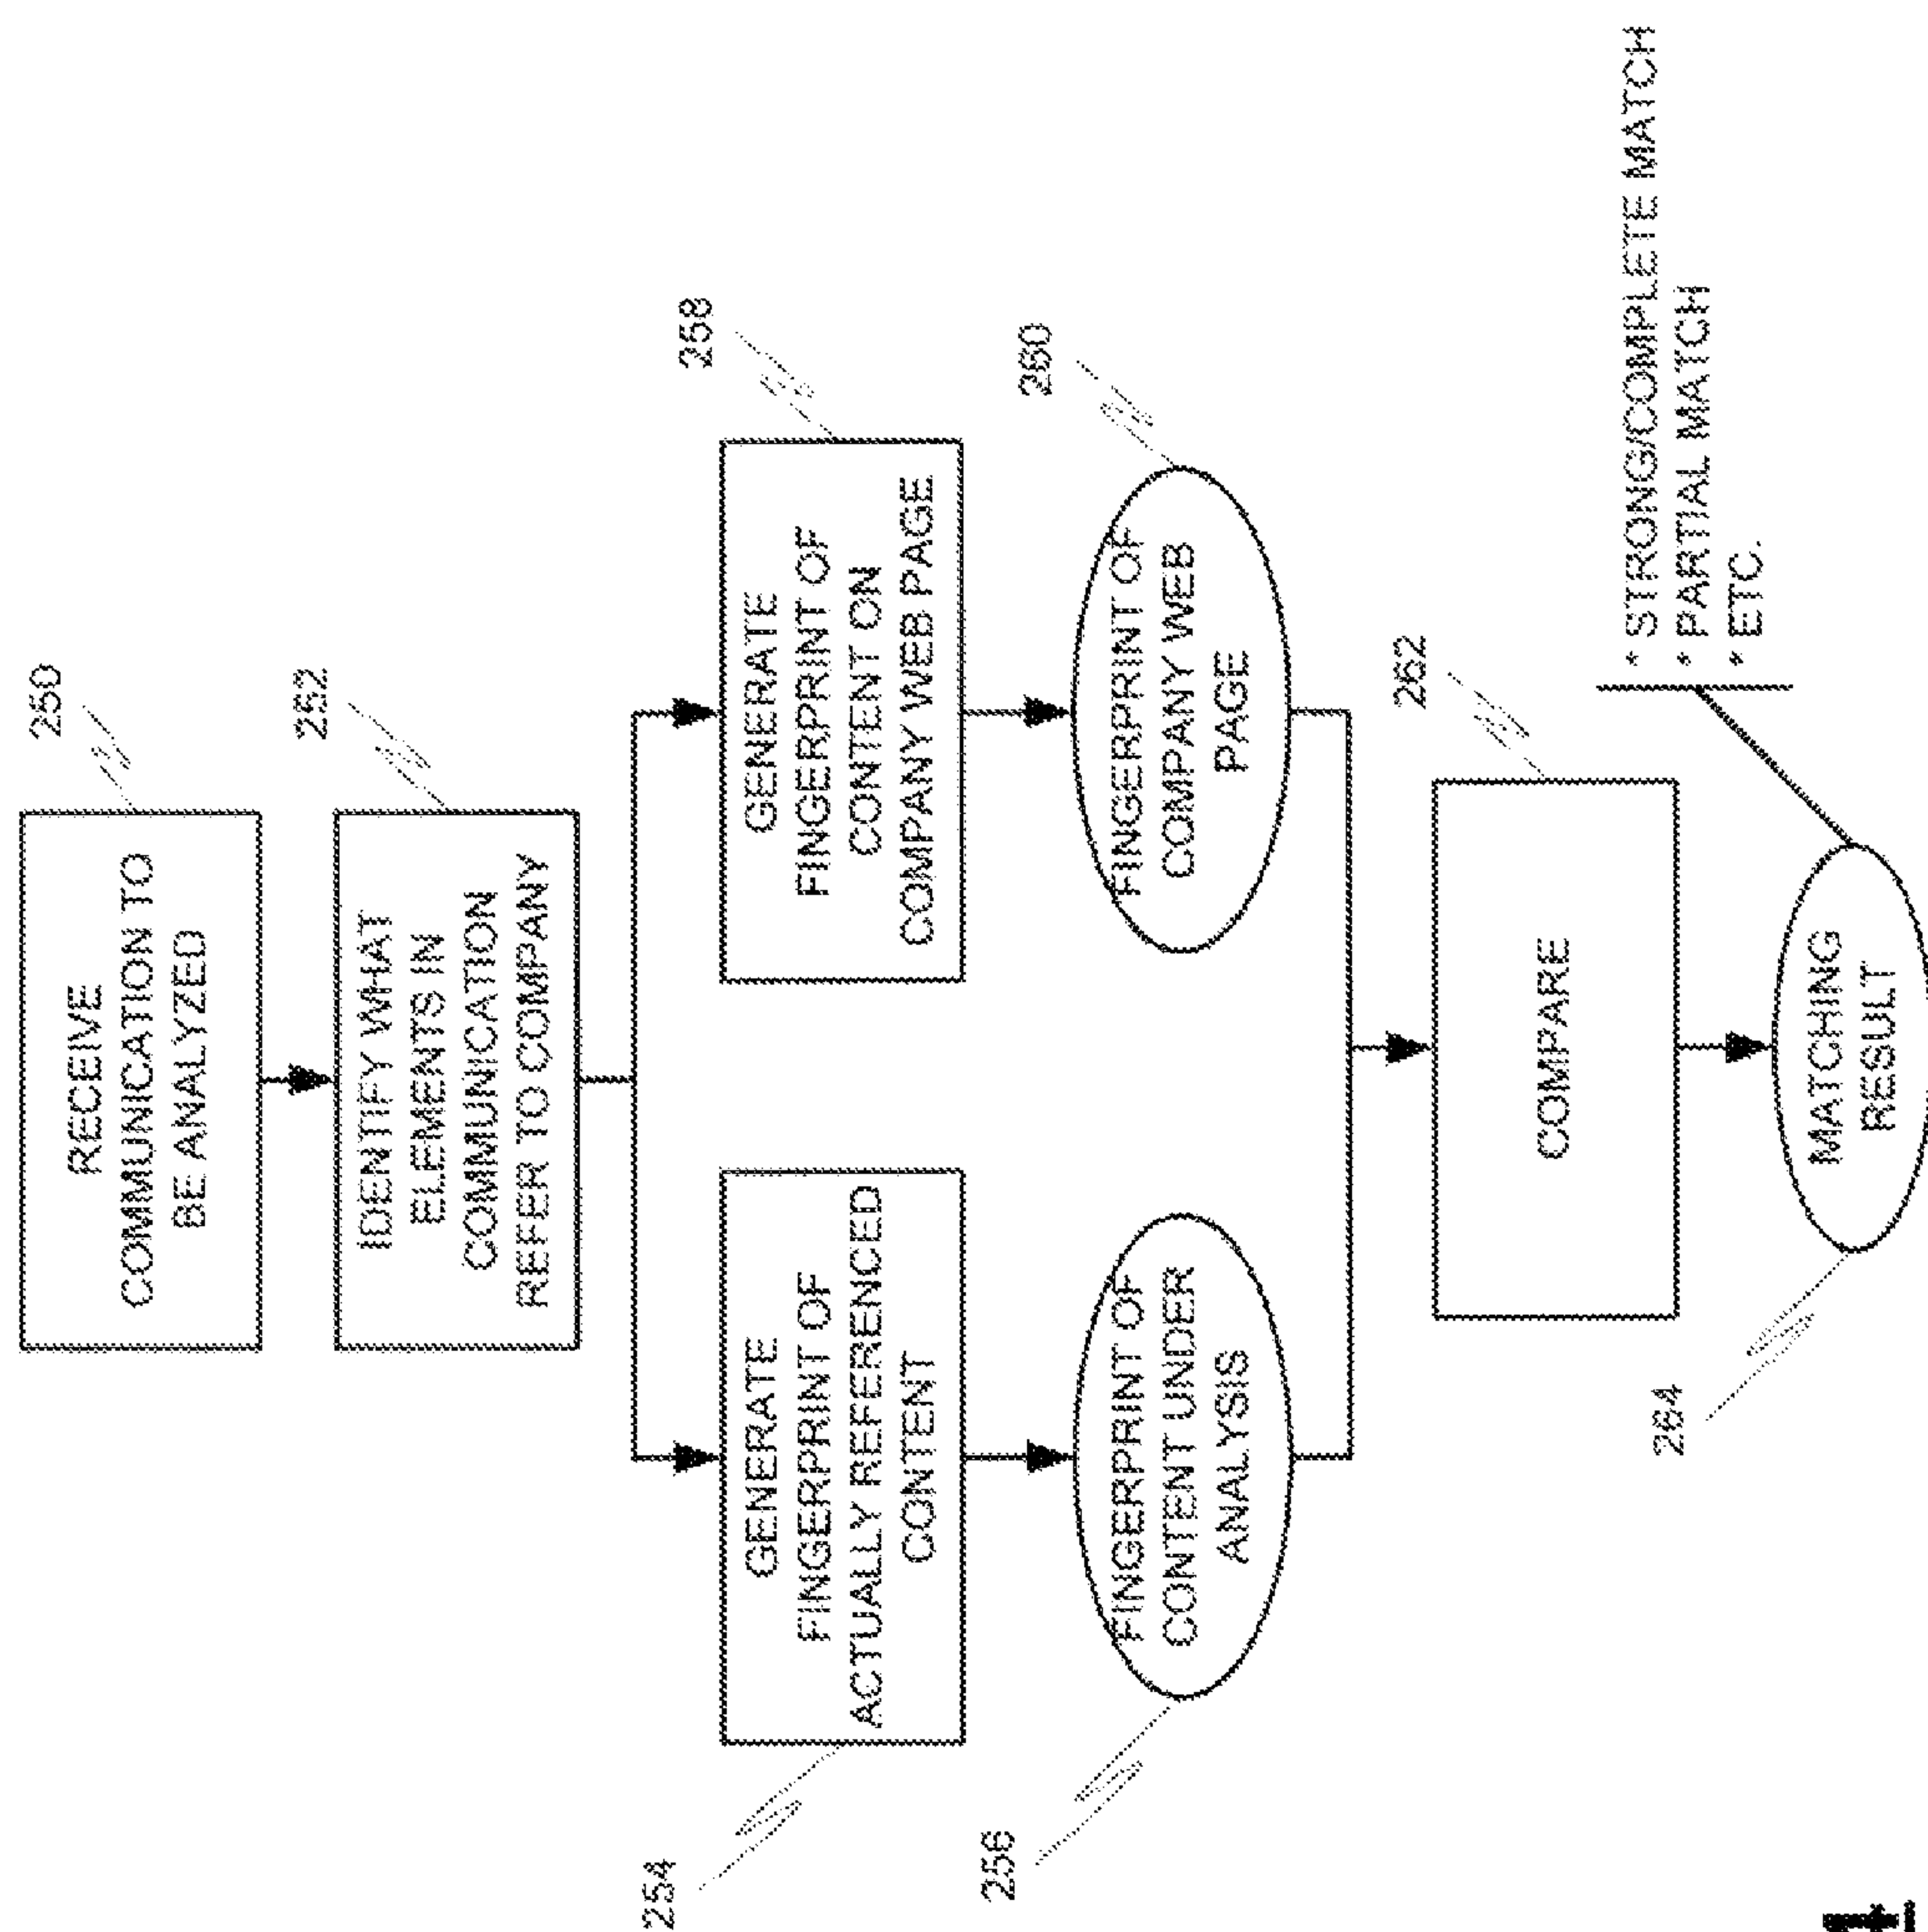 RECEIVE
COMMUNICATION TO
BE ANALYZED
250
IDENTIFY WHAT
ELEMENTS IN
COMMUNICATION
REFER TO COMPANY
252
254
GENERATE
FINGERPRINT OF
ACTUALLY REFERENCED
CONTENT
GENERATE
FINGERPRINT OF
CONTENT ON
COMPANY WEB PAGE
258
256
FINGERPRINT OF
CONTENT UNDER
ANALYSIS
FINGERPRINT OF
COMPANY WEB
PAGE
260
COMPARE
262
264
MATCHING
RESULT
* STRONG/COMPLETE MATCH
* PARTIAL MATCH
* ETC.